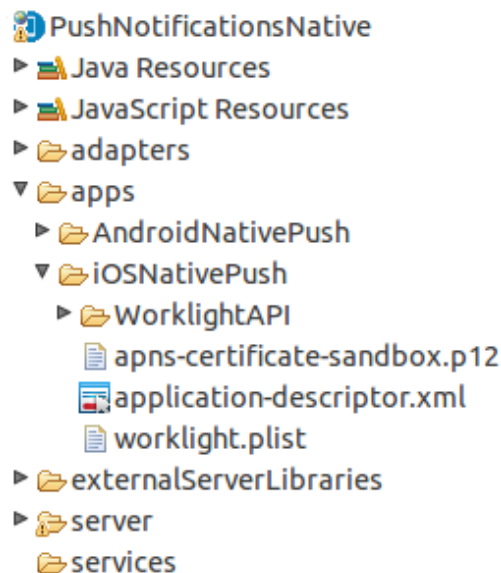 PushNotificationsNative
Java Resources
JavaScript Resources
adapters
apps
AndroidNativePush
iOSNativePush
WorklightAPI
apns-certificate-sandbox.p12
application-descriptor.xml
worklight.plist
externalServerLibraries
server
services